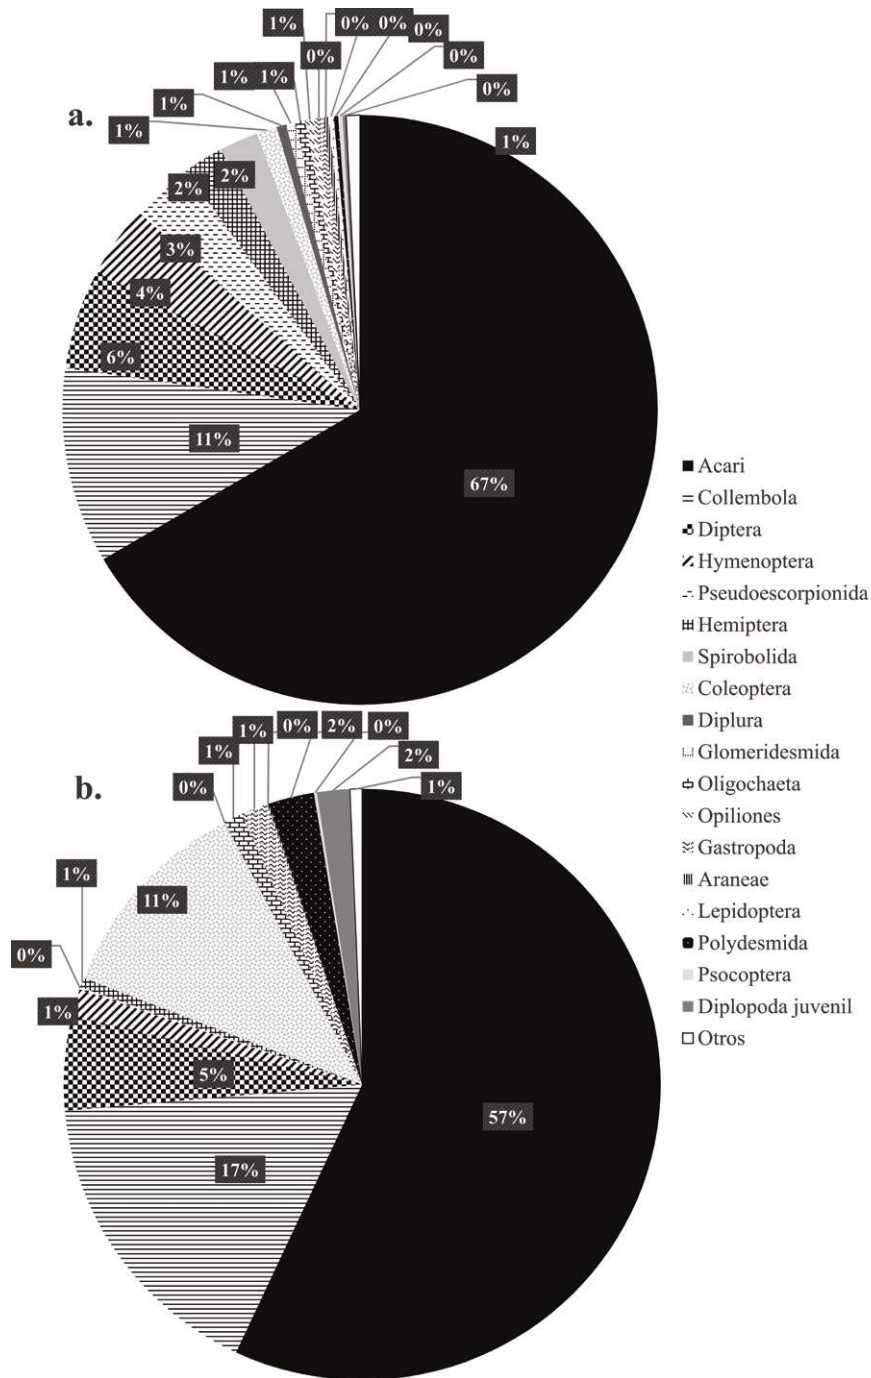 1% 0% 0% 0%
0% 0%
1% 1% 0%
1%
a. 1% 1%
2% 2%
3%
4%
6%
11%
67%
Acari
Collembola
Diptera
Hymenoptera
Pseudoescorpionida
Hemiptera
Spirobolida
Coleoptera
Diplura
Glomeridesmida
Oligochaeta
Opiliones
Gastropoda
Araneae
Lepidoptera
Polydesmida
Psocoptera
Diplopoda juvenil
Otros
1% 1% 0% 2% 0%
2%
b. 0% 1%
1% 11%
0%
1%
5%
57%
17%